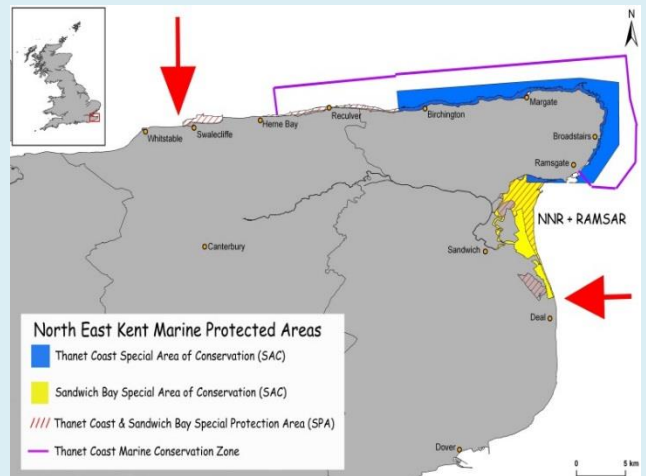 N
Margate
Herne Bay
Reculver
Birchington
Whitstable
Swalecliffe
Broadstairs
Ramsgate
NNR + RAMSAR
Canterbury
Sandwich
Deal
North East Kent Marine Protected Areas
Thanet Coast Special Area of Conservation (SAC)
Sandwich Bay Special Area of Conservation (SAC)
Thanet Coast & Sandwich Bay Special Protection Area (SPA)
Thanet Coast Marine Conservation Zone
Dover
0 5 km